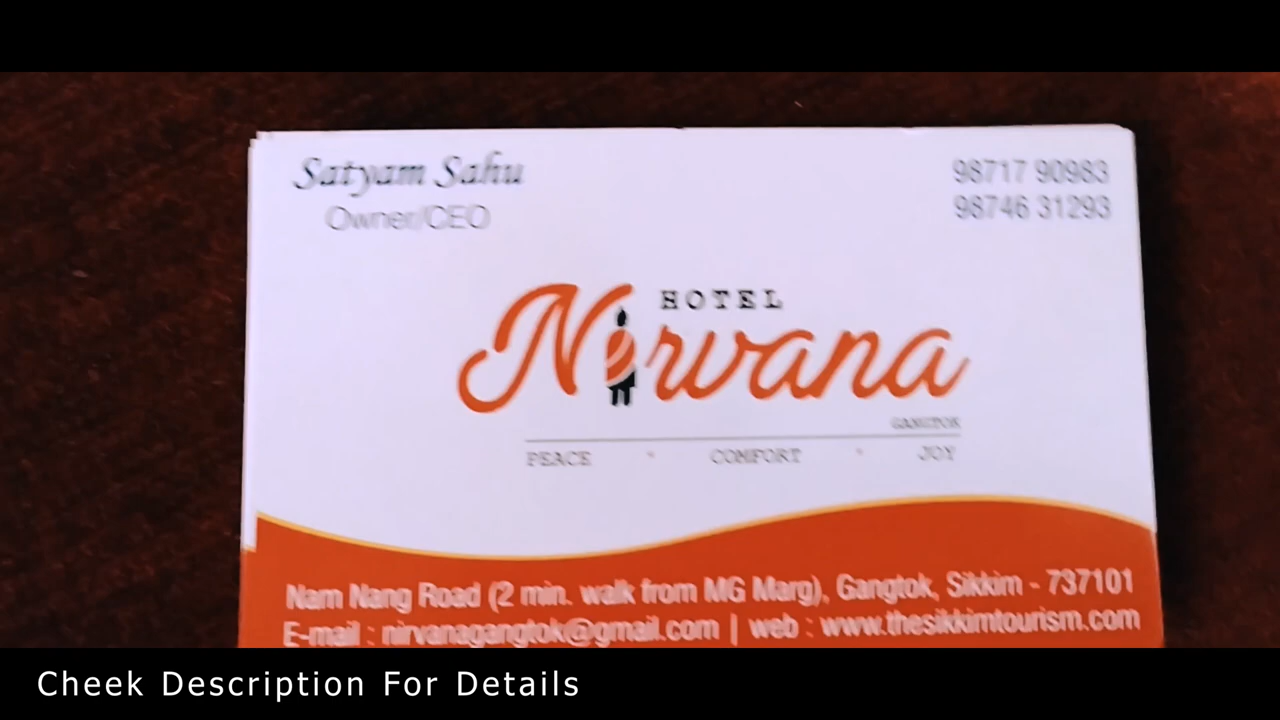 Satyam Sahu
Owner/CEO
98717 90983
98746 31293
HOTEL
Nirvana
GANGTOK
PEACE • COMFORT • JOY
Nam Nang Road (2 min. walk from MG Marg), Gangtok, Sikkim - 737101
E-mail : nirvanagangtok@gmail.com | web : www.thesikkimtourism.com
Cheek Description For Details